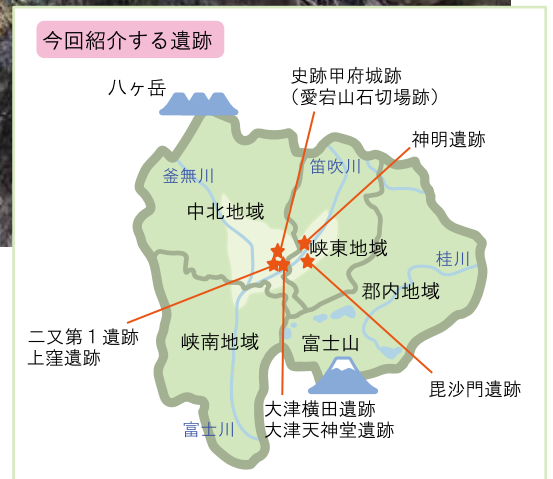 今回紹介する遺跡
史跡甲府城跡
（愛宕山石切場跡）
八ヶ岳
神明遺跡
笛吹川
釜無川
中北地域
峡東地域
桂川
郡内地域
二又第１遺跡
上窪遺跡
峡南地域
富士山
毘沙門遺跡
大津横田遺跡
大津天神堂遺跡
富士川